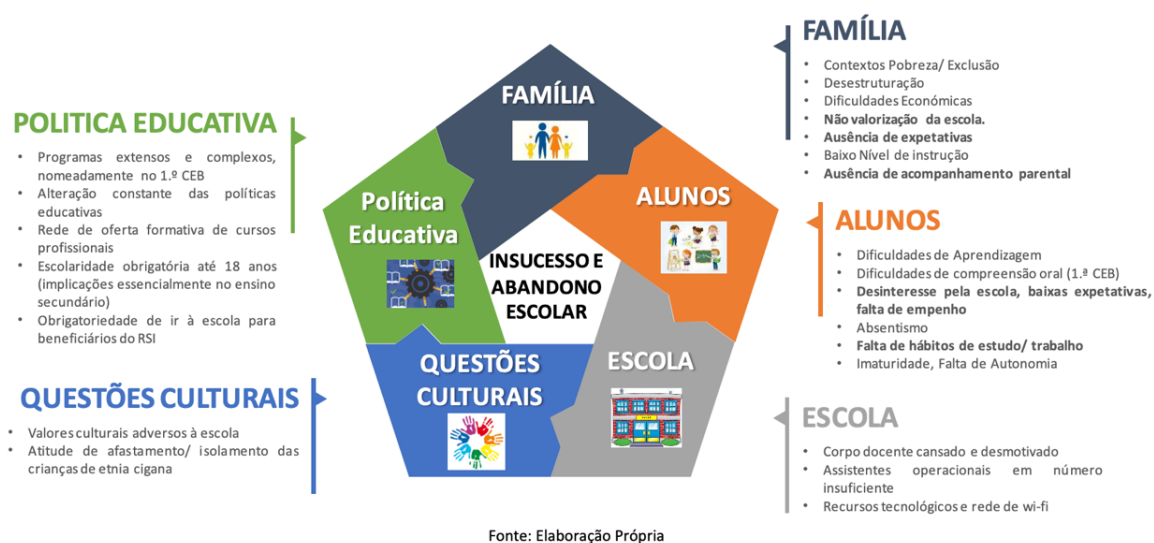 FAMÍLIA
• Contextos Pobreza/ Exclusão
• Desestruturação
• Dificuldades Económicas
• Não valorização da escola.
• Ausência de expetativas
• Baixo Nível de instrução
• Ausência de acompanhamento parental
ALUNOS
• Dificuldades de Aprendizagem
• Dificuldades de compreensão oral (1.ª CEB)
• Desinteresse pela escola, baixas expetativas,
falta de empenho
• Absentismo
• Falta de hábitos de estudo/ trabalho
• Imaturidade, Falta de Autonomia
ESCOLA
• Corpo docente cansado e desmotivado
• Assistentes operacionais em número
insuficiente
• Recursos tecnológicos e rede de wi-fi
POLITICA EDUCATIVA
• Programas extensos e complexos,
nomeadamente no 1.º CEB
• Alteração constante das políticas
educativas
• Rede de oferta formativa de cursos
profissionais
• Escolaridade obrigatória até 18 anos
(implicações essencialmente no ensino
secundário)
• Obrigatoriedade de ir à escola para
beneficiários do RSI
QUESTÕES CULTURAIS
• Valores culturais adversos à escola
• Atitude de afastamento/ isolamento das
crianças de etnia cigana
FAMÍLIA
ALUNOS
Política
Educativa
INSUCESSO E
ABANDONO
ESCOLAR
QUESTÕES
CULTURAIS
ESCOLA
Fonte: Elaboração Própria